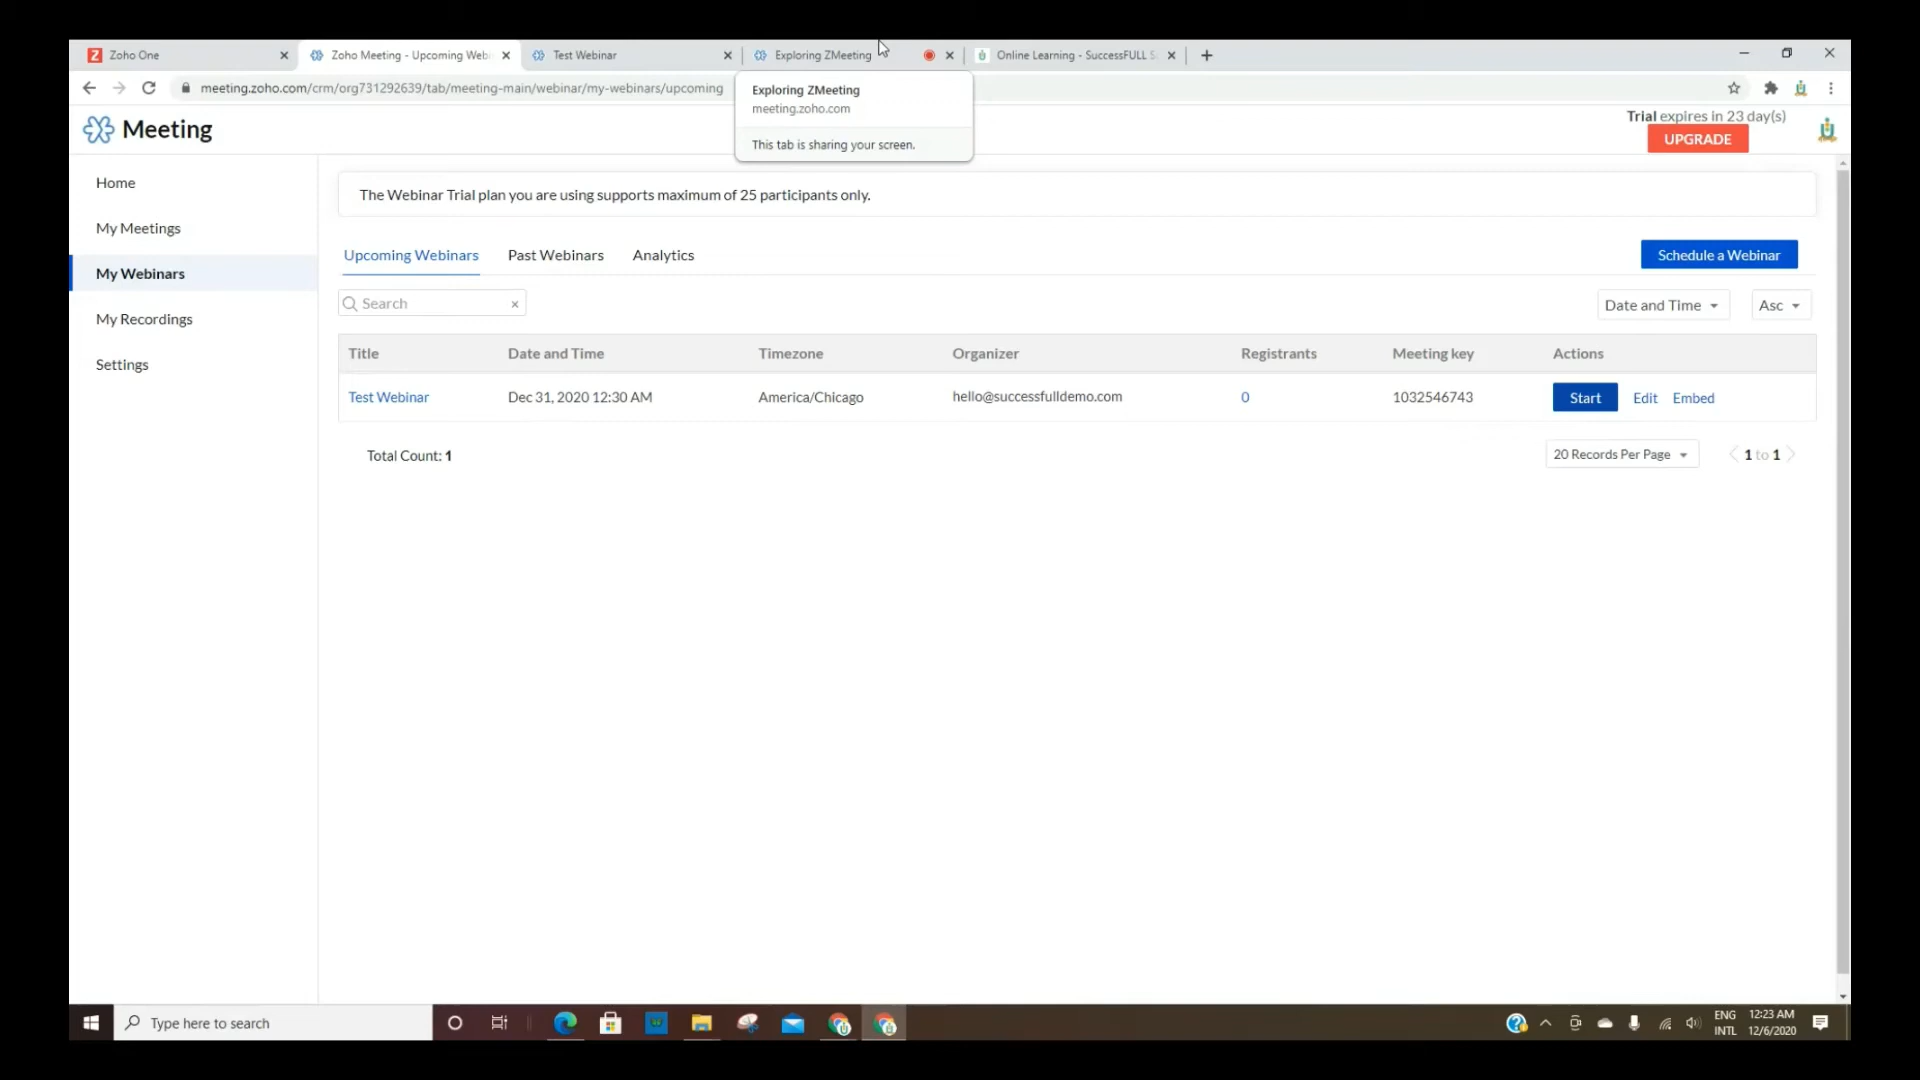 Zoho One
Zoho Meeting - Upcoming Web
Test Webinar
Exploring ZMeeting
Online Learning - SuccessFULL S
meeting.zoho.com/crm/org731292639/tab/meeting-main/webinar/my-webinars/upcoming
Exploring ZMeeting
meeting.zoho.com
This tab is sharing your screen.
Meeting
Trial expires in 23 day(s)
UPGRADE
Home
My Meetings
My Webinars
My Recordings
Settings
The Webinar Trial plan you are using supports maximum of 25 participants only.
Upcoming Webinars Past Webinars Analytics
Schedule a Webinar
Search
Date and Time Asc
Title Date and Time Timezone Organizer Registrants Meeting key Actions
Test Webinar Dec 31, 2020 12:30 AM America/Chicago hello@successfulldemo.com 0 1032546743 Start Edit Embed
Total Count: 1
20 Records Per Page 1 to 1
Type here to search
ENG
INTL
12:23 AM
12/6/2020